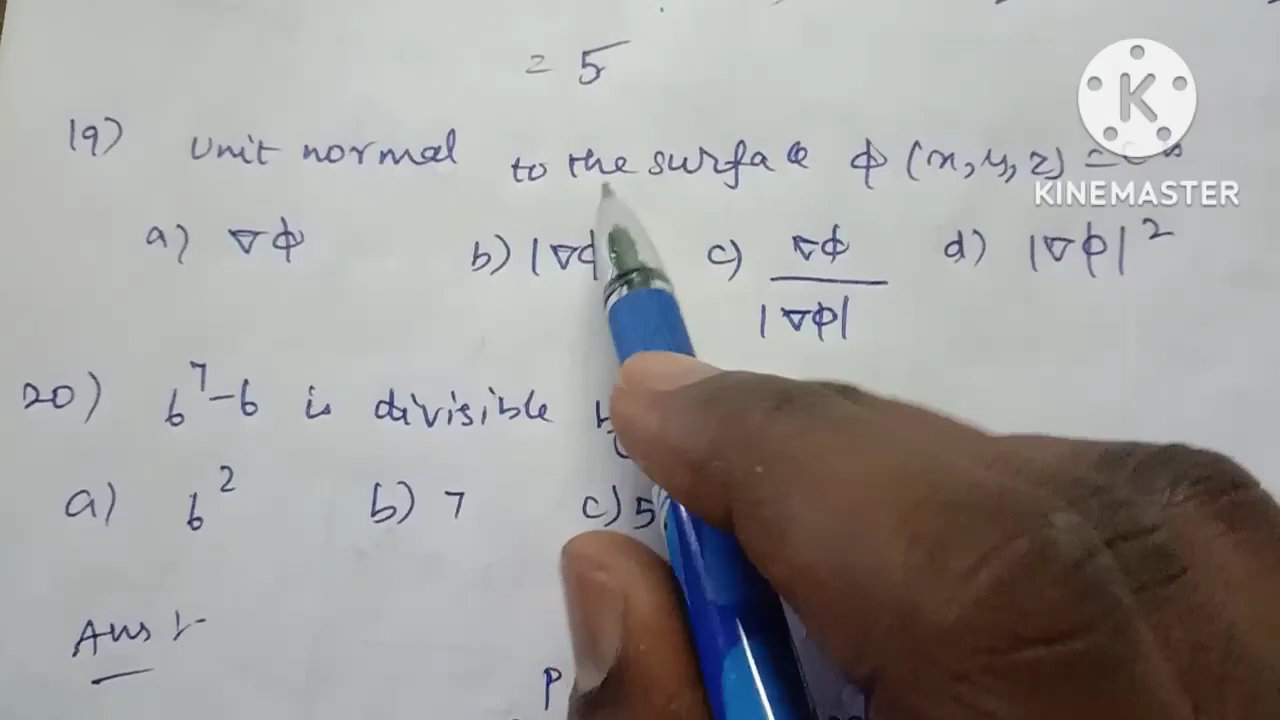 = 5
K
19) Unit normal to the surface ϕ(x,y,z) =
KINEMASTER
a) ∇ϕ b) |∇ϕ c) ∇ϕ / |∇ϕ| d) |∇ϕ|²
20) 6⁷-6 is divisible
a) 6² b) 7 c) 5
Ans :-
P